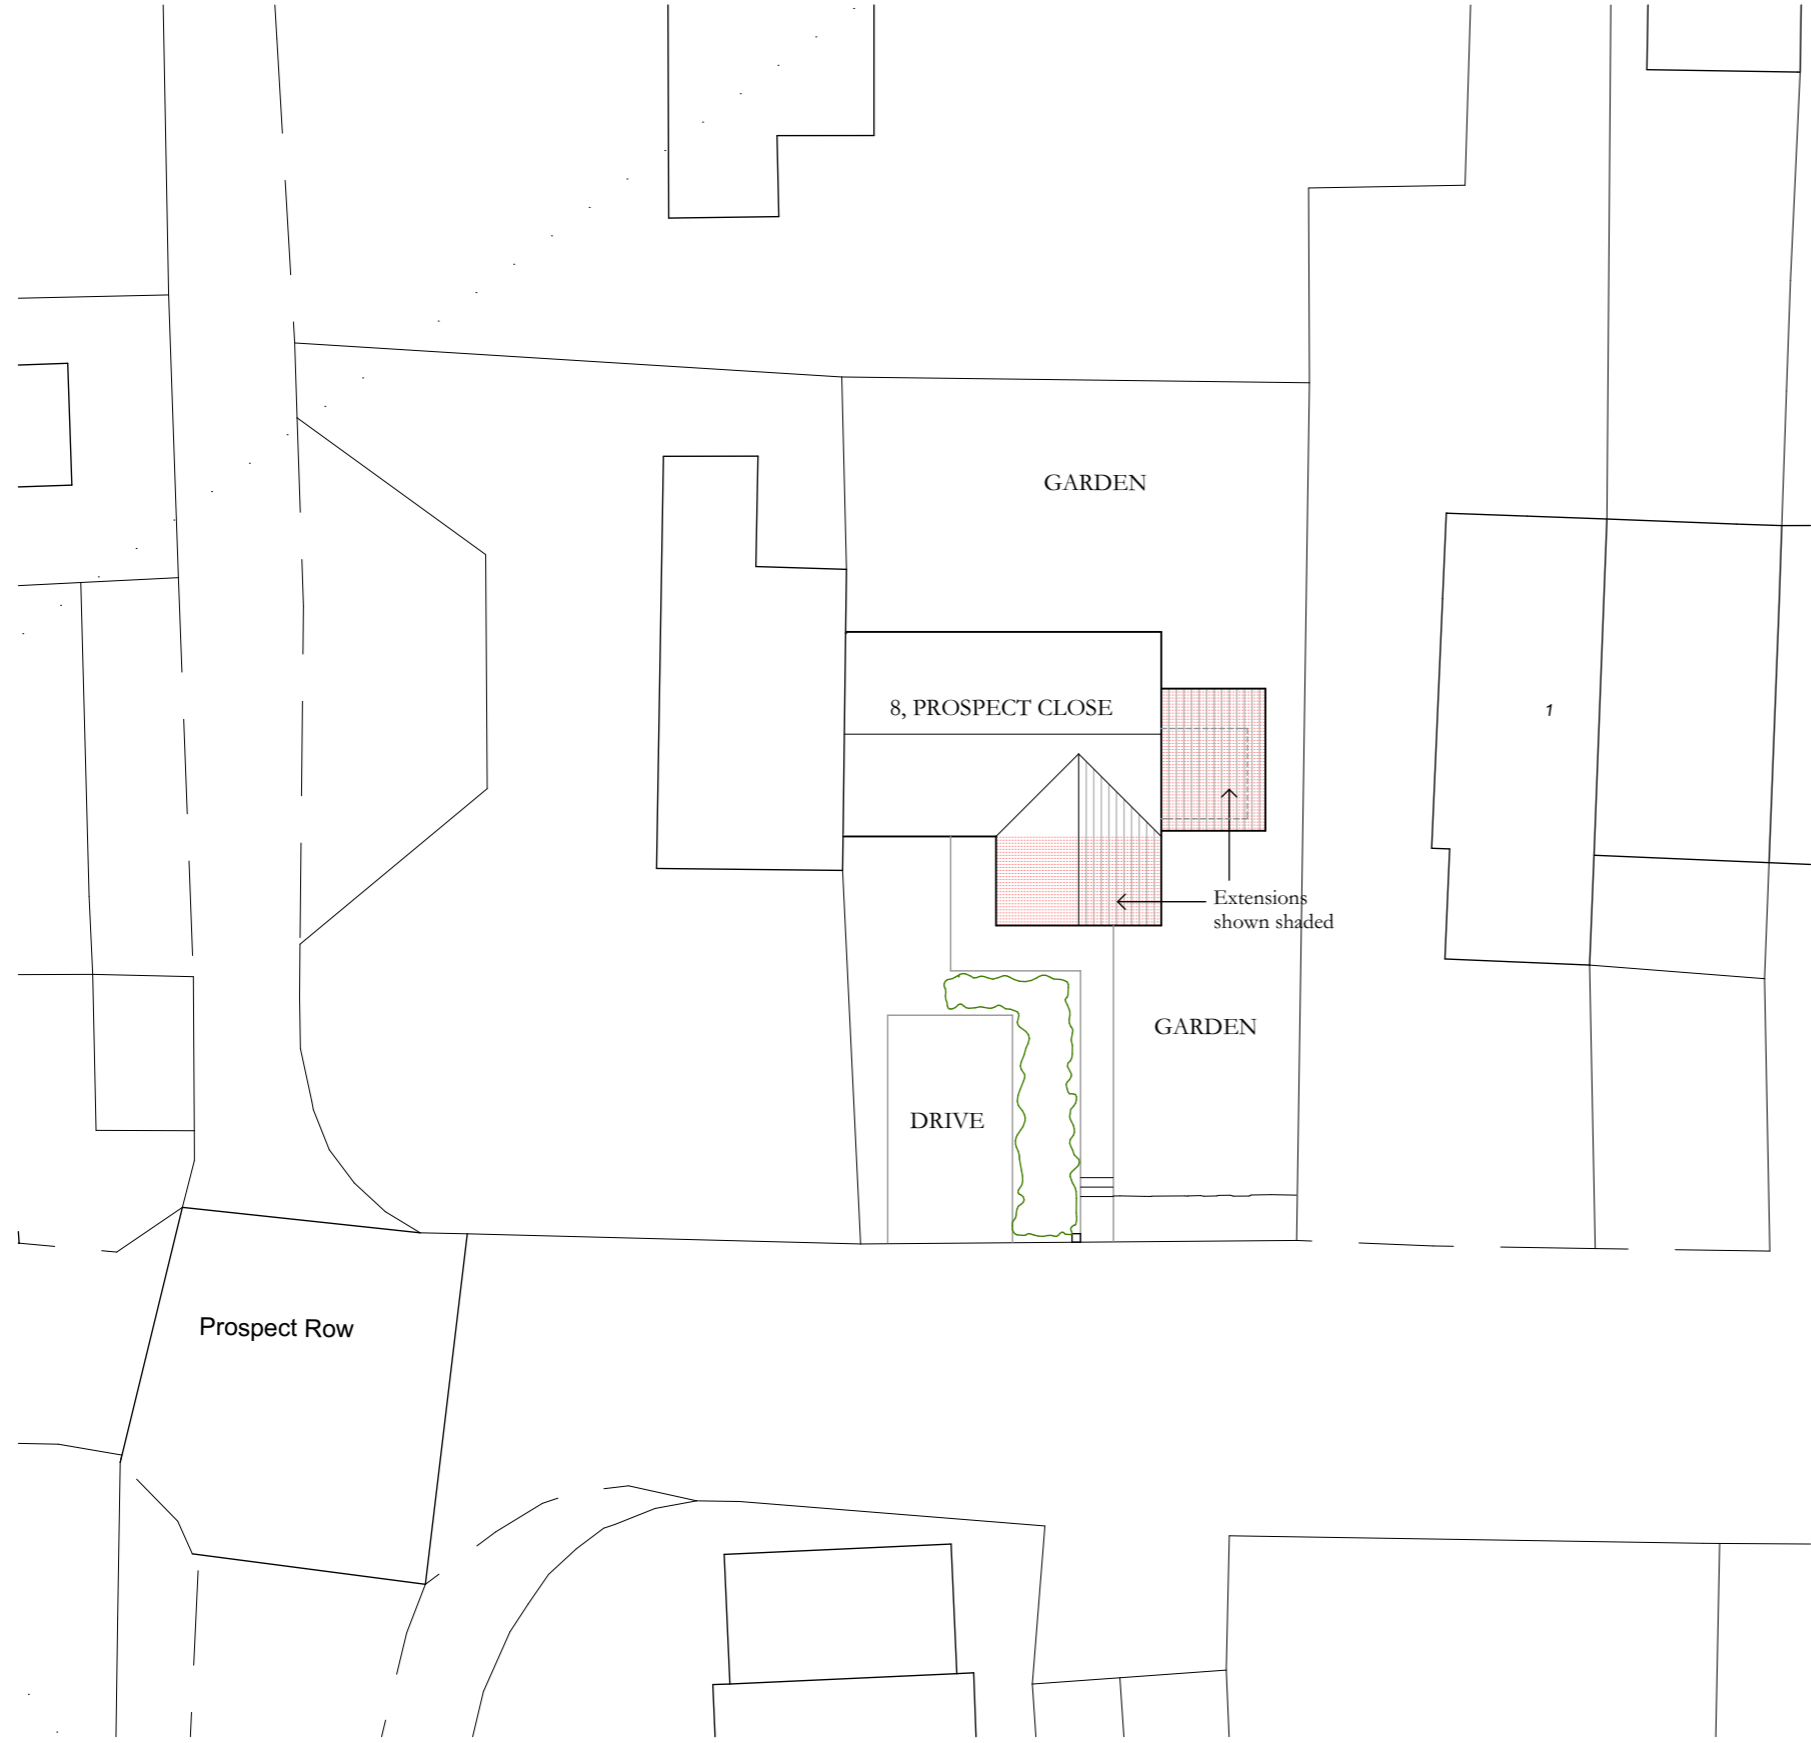 GARDEN
8, PROSPECT CLOSE
1
Extensions
shown shaded
GARDEN
DRIVE
Prospect Row